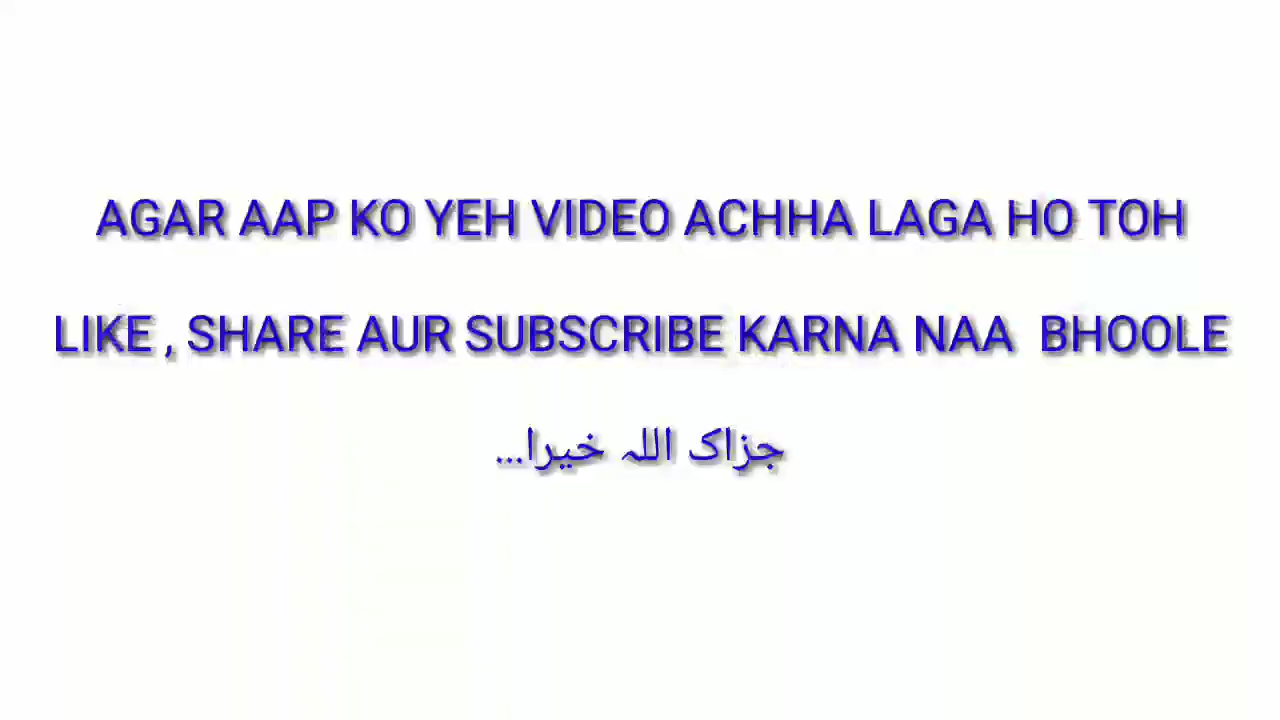 AGAR AAP KO YEH VIDEO ACHHA LAGA HO TOH
LIKE , SHARE AUR SUBSCRIBE KARNA NAA  BHOOLE
جزاک اللہ خیرا...